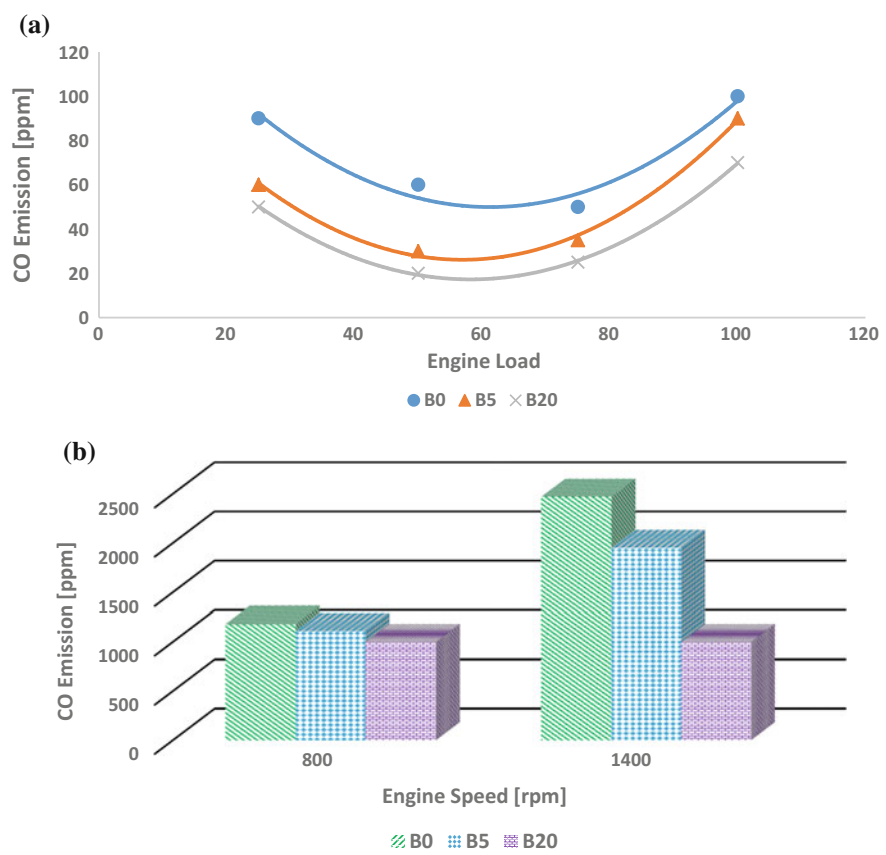 (a)
120
100
80
60
40
20
0
CO Emission [ppm]
0 20 40 60 80 100 120
Engine Load
B0 B5 B20
(b)
2500
2000
1500
1000
500
0
CO Emission [ppm]
800 1400
Engine Speed [rpm]
B0 B5 B20